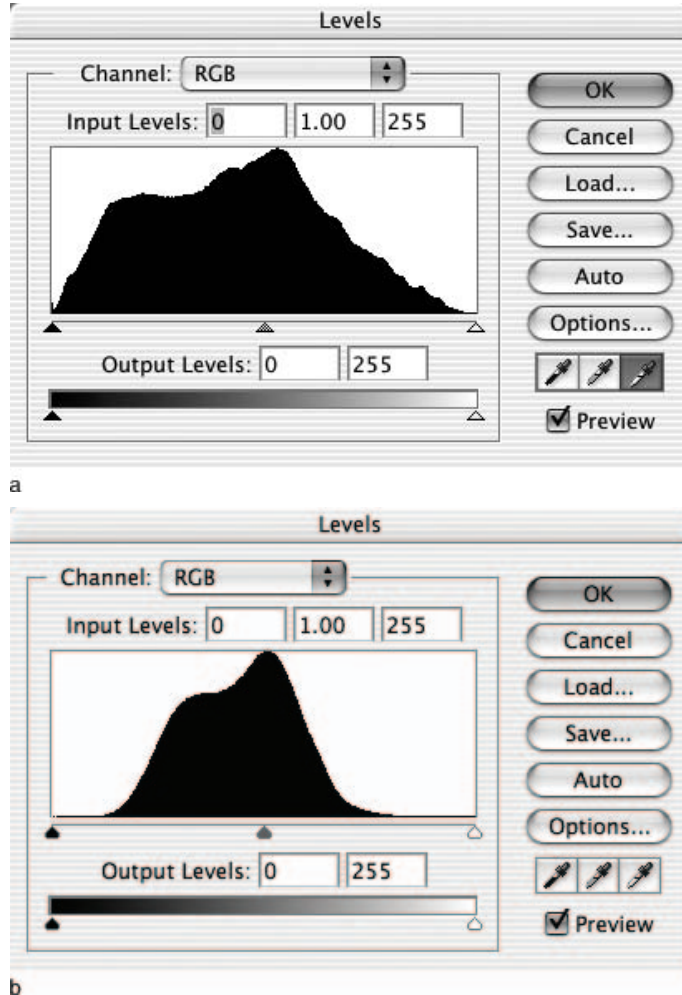 Levels
Channel: RGB
OK
Input Levels: 0 1.00 255
Cancel
Load...
Save...
Auto
Options...
Output Levels: 0 255
Preview
a
Levels
Channel: RGB
OK
Input Levels: 0 1.00 255
Cancel
Load...
Save...
Auto
Options...
Output Levels: 0 255
Preview
b